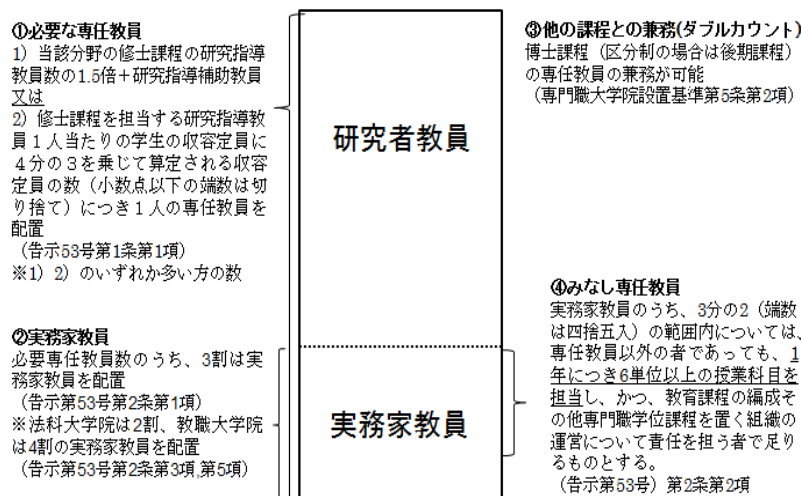 ①必要な専任教員
1）当該分野の修士課程の研究指導
教員数の1.5倍＋研究指導補助教員
又は
2）修士課程を担当する研究指導教
員１人当たりの学生の収容定員に
４分の３を乗じて算定される収容
定員の数（小数点以下の端数は切
り捨て）につき１人の専任教員を
配置
（告示53号第1条第1項）
※1）2）のいずれか多い方の数
②実務家教員
必要専任教員数のうち、3割は実
務家教員を配置
（告示第53号第2条第1項）
※法科大学院は2割、教職大学院
は4割の実務家教員を配置
（告示第53号第2条第3項,第5項）
研究者教員
実務家教員
③他の課程との兼務(ダブルカウント)
博士課程（区分制の場合は後期課程）
の専任教員の兼務が可能
（専門職大学院設置基準第5条第2項）
④みなし専任教員
実務家教員のうち、3分の2（端数
は四捨五入）の範囲内については、
専任教員以外の者であっても、1
年につき6単位以上の授業科目を
担当し、かつ、教育課程の編成そ
の他専門職学位課程を置く組織の
運営について責任を担う者で足り
るものとする。
（告示第53号）第2条第2項